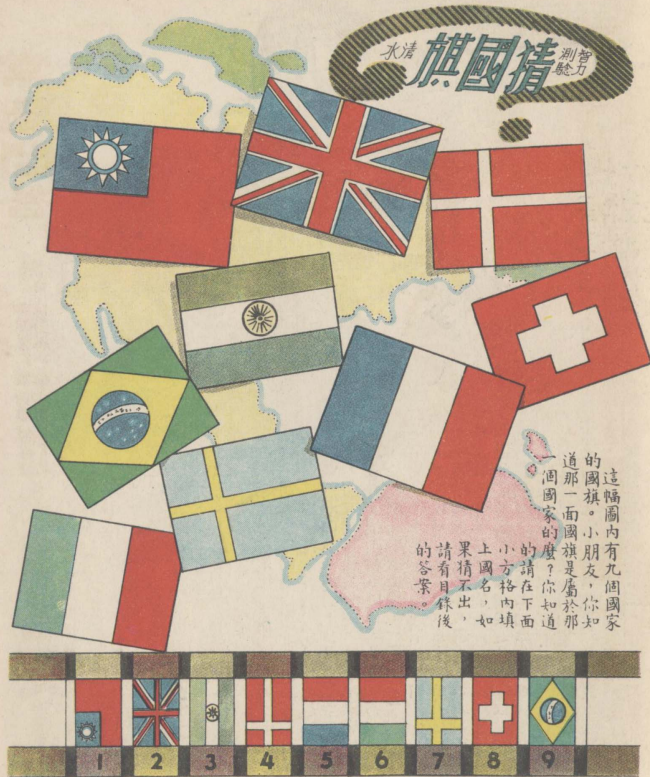 智力
測驗
猜國旗
清水
這幅圖內有九個國家
的國旗。小朋友，你知
道那一面國旗是屬於那
一個國家的麼？你知道
的請在下面
小方格內填
上國名，如
果猜不出，
請看目錄後
的答案。
1 2 3 4 5 6 7 8 9